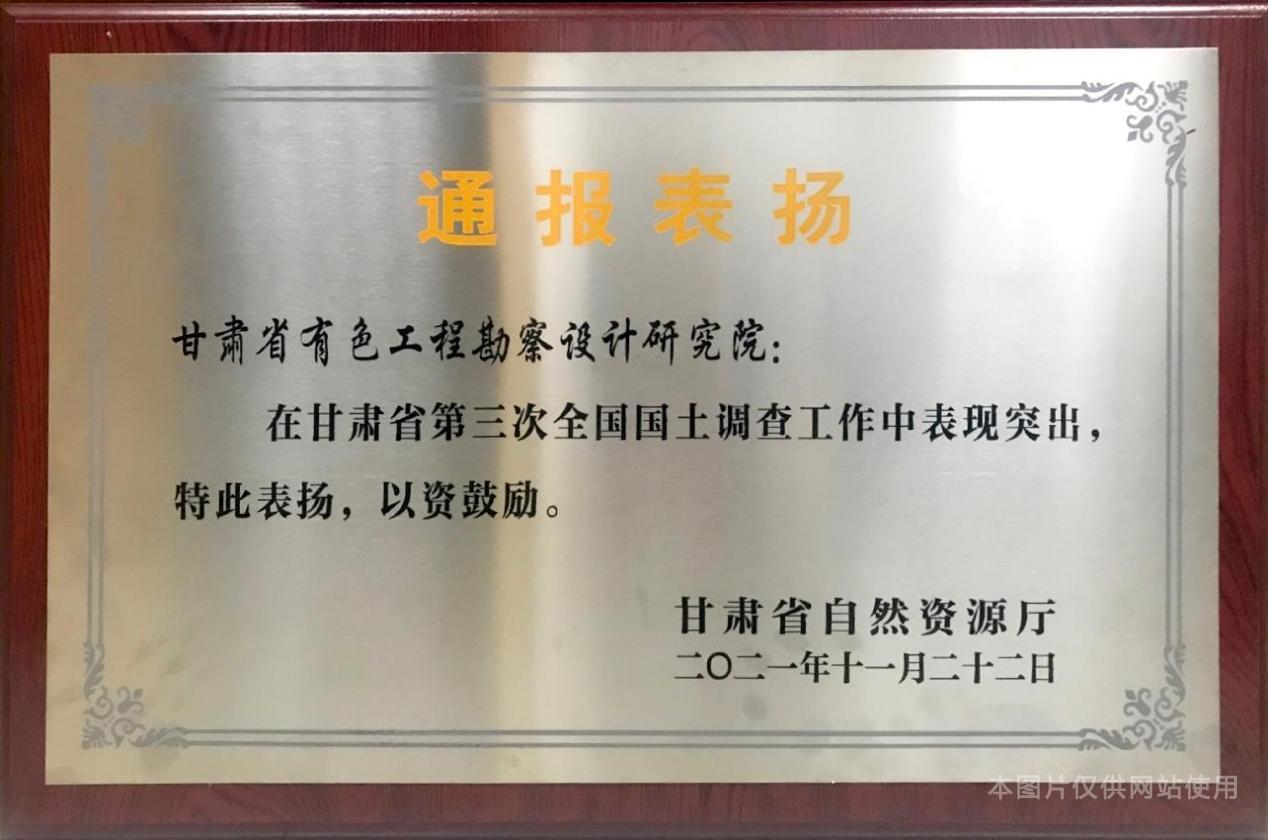 通报表扬
甘肃省有色工程勘察设计研究院：
在甘肃省第三次全国国土调查工作中表现突出，
特此表扬，以资鼓励。
甘肃省自然资源厅
二〇二一年十一月二十二日
本图片仅供网站使用